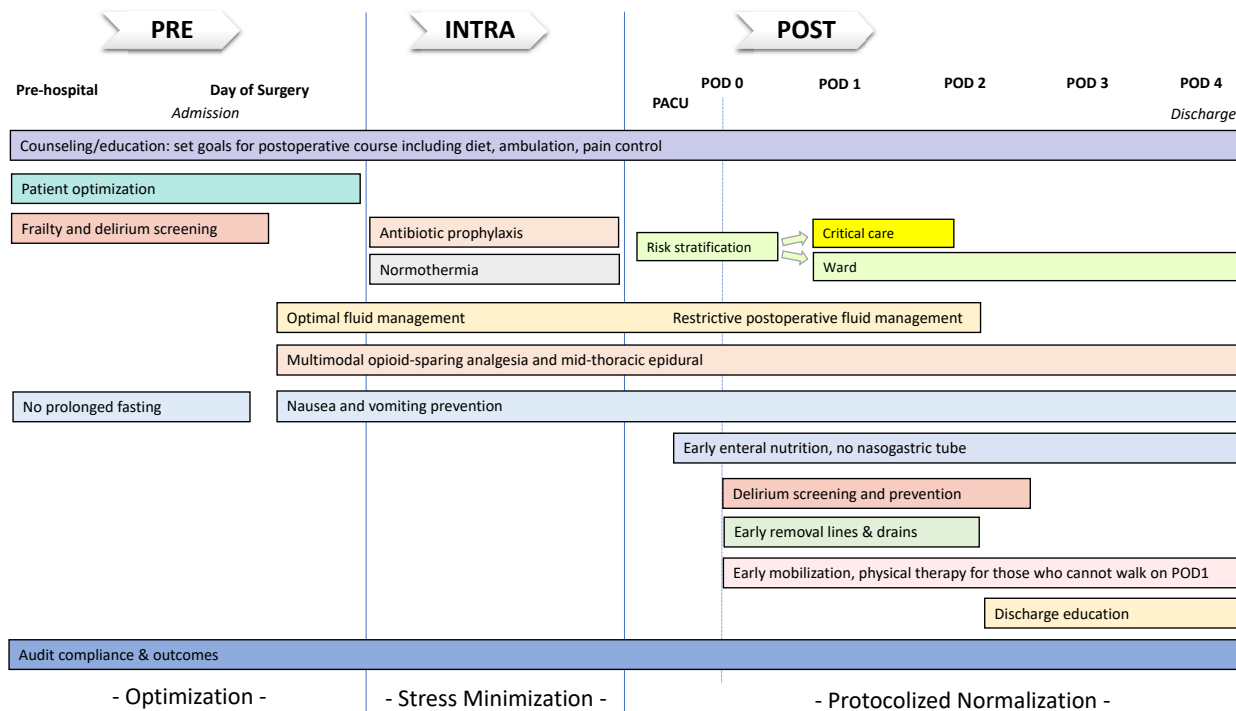 PRE
INTRA
POST
Pre-hospital
Day of Surgery
Admission
PACU
POD 0
POD 1
POD 2
POD 3
POD 4
Discharge
Counseling/education: set goals for postoperative course including diet, ambulation, pain control
Patient optimization
Frailty and delirium screening
Antibiotic prophylaxis
Normothermia
Risk stratification
Critical care
Ward
Optimal fluid management
Restrictive postoperative fluid management
Multimodal opioid-sparing analgesia and mid-thoracic epidural
No prolonged fasting
Nausea and vomiting prevention
Early enteral nutrition, no nasogastric tube
Delirium screening and prevention
Early removal lines & drains
Early mobilization, physical therapy for those who cannot walk on POD1
Discharge education
Audit compliance & outcomes
- Optimization -
- Stress Minimization -
- Protocolized Normalization -